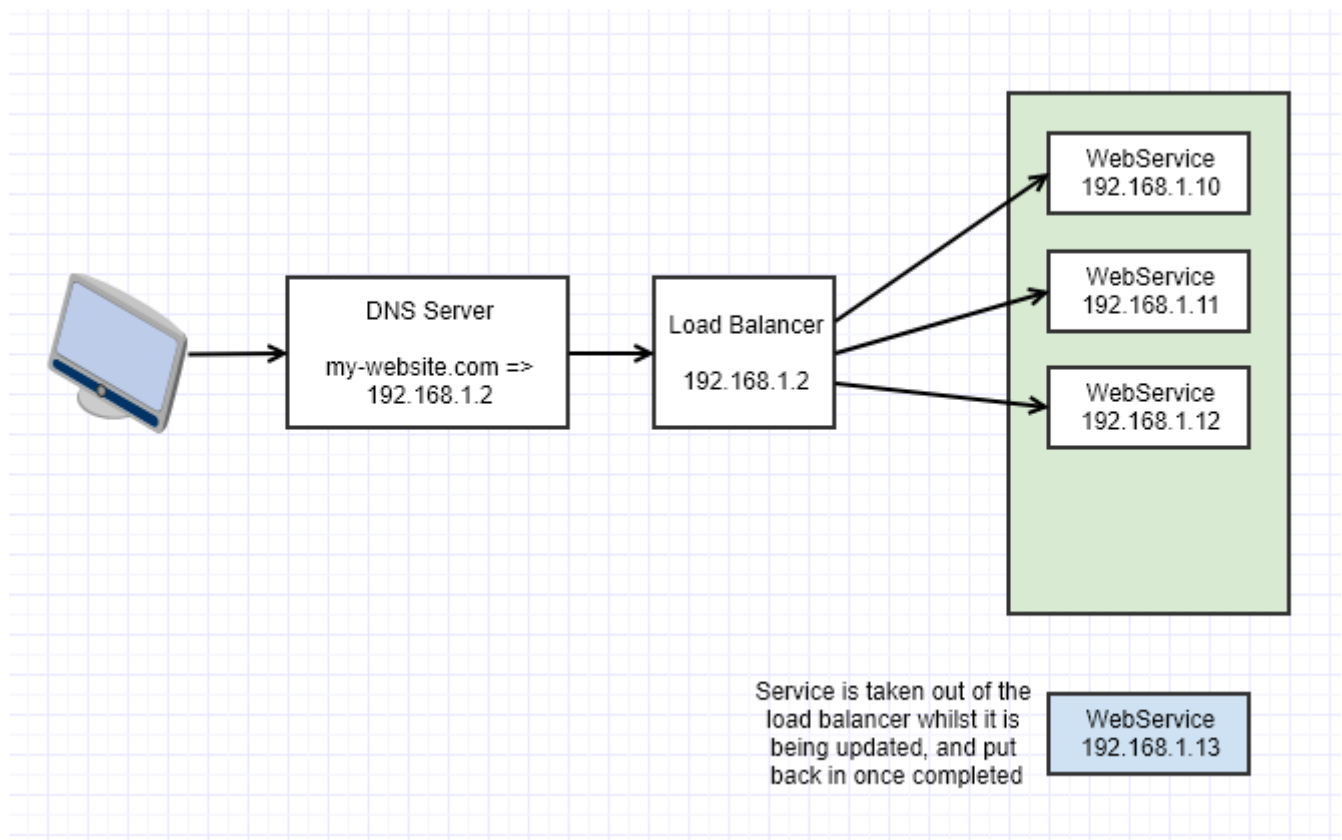 DNS Server
my-website.com =>
192.168.1.2
Load Balancer
192.168.1.2
WebService
192.168.1.10
WebService
192.168.1.11
WebService
192.168.1.12
Service is taken out of the
load balancer whilst it is
being updated, and put
back in once completed
WebService
192.168.1.13